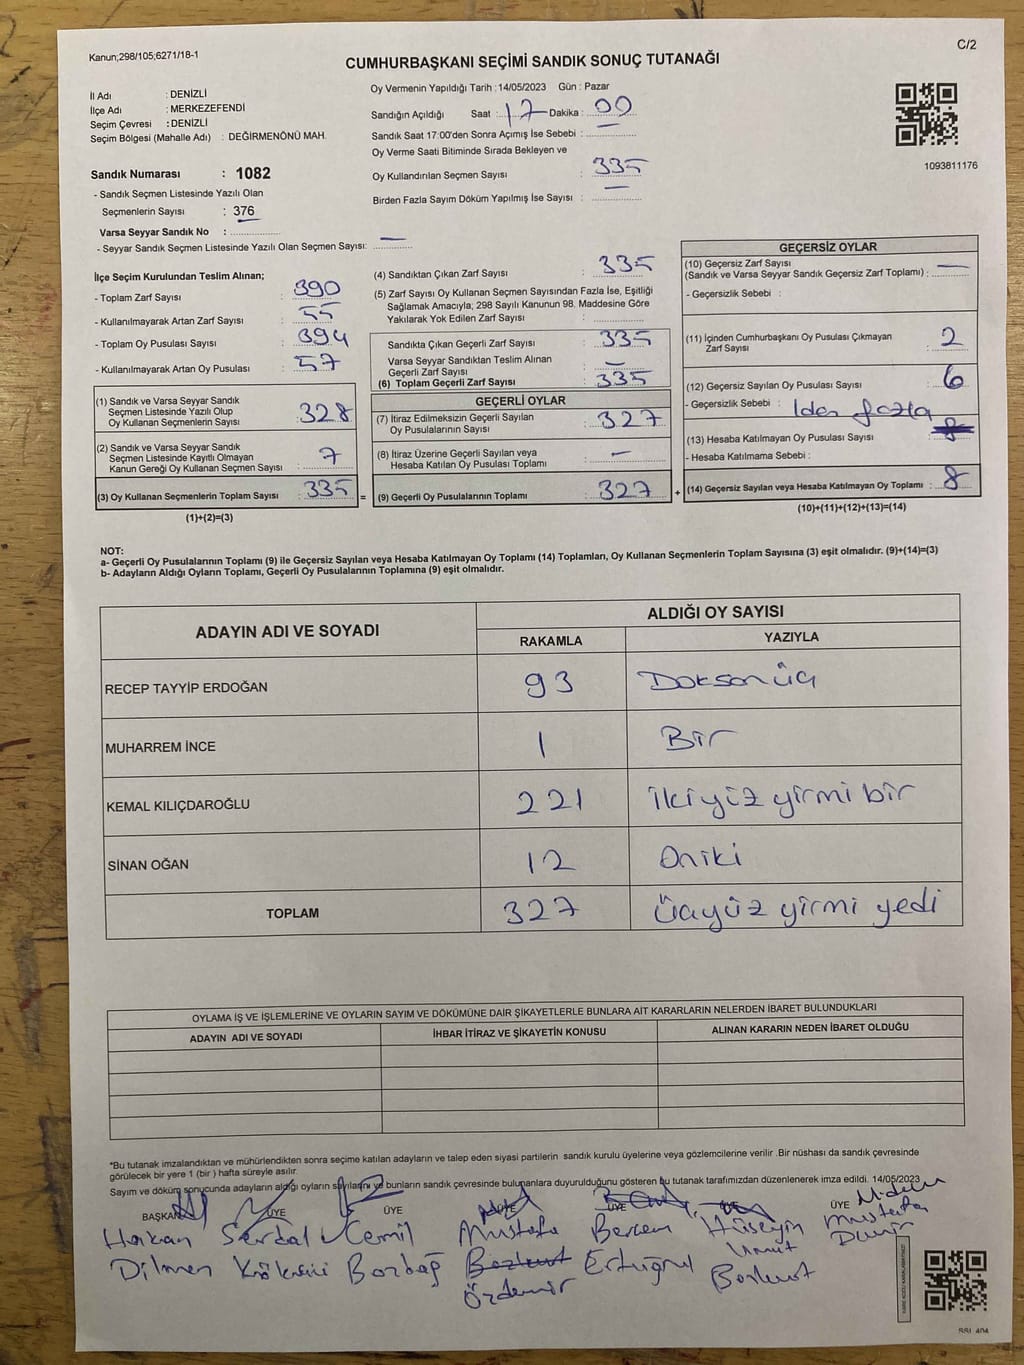 Kanun;298/105;6271/18-1
C/2
CUMHURBAŞKANI SEÇİMİ SANDIK SONUÇ TUTANAĞI
İl Adı : DENİZLİ
İlçe Adı : MERKEZEFENDİ
Seçim Çevresi : DENİZLİ
Seçim Bölgesi (Mahalle Adı) : DEĞİRMENÖNÜ MAH.
Sandık Numarası : 1082
- Sandık Seçmen Listesinde Yazılı Olan
Seçmenlerin Sayısı : 376
Varsa Seyyar Sandık No :
- Seyyar Sandık Seçmen Listesinde Yazılı Olan Seçmen Sayısı: —
Oy Vermenin Yapıldığı Tarih : 14/05/2023 Gün : Pazar
Sandığın Açıldığı Saat : 17 Dakika : 00
Sandık Saat 17:00'den Sonra Açımış İse Sebebi : —
Oy Verme Saati Bitiminde Sırada Bekleyen ve
Oy Kullandırılan Seçmen Sayısı : 335
Birden Fazla Sayım Döküm Yapılmış İse Sayısı : —
1093811176
İlçe Seçim Kurulundan Teslim Alınan;
- Toplam Zarf Sayısı : 390
- Kullanılmayarak Artan Zarf Sayısı : 55
- Toplam Oy Pusulası Sayısı : 394
- Kullanılmayarak Artan Oy Pusulası : 57
(1) Sandık ve Varsa Seyyar Sandık
Seçmen Listesinde Yazılı Olup
Oy Kullanan Seçmenlerin Sayısı : 328
(2) Sandık ve Varsa Seyyar Sandık
Seçmen Listesinde Kayıtlı Olmayan
Kanun Gereği Oy Kullanan Seçmen Sayısı : 7
(3) Oy Kullanan Seçmenlerin Toplam Sayısı : 335 =
(1)+(2)=(3)
(4) Sandıktan Çıkan Zarf Sayısı : 335
(5) Zarf Sayısı Oy Kullanan Seçmen Sayısından Fazla İse, Eşitliği
Sağlamak Amacıyla; 298 Sayılı Kanunun 98. Maddesine Göre
Yakılarak Yok Edilen Zarf Sayısı :
Sandıkta Çıkan Geçerli Zarf Sayısı : 335
Varsa Seyyar Sandıktan Teslim Alınan
Geçerli Zarf Sayısı : —
(6) Toplam Geçerli Zarf Sayısı : 335
GEÇERLİ OYLAR
(7) İtiraz Edilmeksizin Geçerli Sayılan
Oy Pusulalarının Sayısı : 327
(8) İtiraz Üzerine Geçerli Sayılan veya
Hesaba Katılan Oy Pusulası Toplamı : —
(9) Geçerli Oy Pusulalarının Toplamı : 327 +
GEÇERSİZ OYLAR
(10) Geçersiz Zarf Sayısı
(Sandık ve Varsa Seyyar Sandık Geçersiz Zarf Toplamı) : —
- Geçersizlik Sebebi :
(11) İçinden Cumhurbaşkanı Oy Pusulası Çıkmayan
Zarf Sayısı : 2
(12) Geçersiz Sayılan Oy Pusulası Sayısı : 6
- Geçersizlik Sebebi : 1den fazla
(13) Hesaba Katılmayan Oy Pusulası Sayısı :
- Hesaba Katılmama Sebebi :
(14) Geçersiz Sayılan veya Hesaba Katılmayan Oy Toplamı : 8
(10)+(11)+(12)+(13)=(14)
NOT:
a- Geçerli Oy Pusulalarının Toplamı (9) ile Geçersiz Sayılan veya Hesaba Katılmayan Oy Toplamı (14) Toplamları, Oy Kullanan Seçmenlerin Toplam Sayısına (3) eşit olmalıdır. (9)+(14)=(3)
b- Adayların Aldığı Oyların Toplamı, Geçerli Oy Pusulalarının Toplamına (9) eşit olmalıdır.
ADAYIN ADI VE SOYADI
ALDIĞI OY SAYISI
RAKAMLA YAZIYLA
RECEP TAYYİP ERDOĞAN 93 Doksanüç
MUHARREM İNCE 1 Bir
KEMAL KILIÇDAROĞLU 221 ikiyüz yirmi bir
SİNAN OĞAN 12 Oniki
TOPLAM 327 üçyüz yirmi yedi
OYLAMA İŞ VE İŞLEMLERİNE VE OYLARIN SAYIM VE DÖKÜMÜNE DAİR ŞİKAYETLERLE BUNLARA AİT KARARLARIN NELERDEN İBARET BULUNDUKLARI
ADAYIN ADI VE SOYADI İHBAR İTİRAZ VE ŞİKAYETİN KONUSU ALINAN KARARIN NEDEN İBARET OLDUĞU
*Bu tutanak imzalandıktan ve mühürlendikten sonra seçime katılan adayların ve talep eden siyasi partilerin sandık kurulu üyelerine veya gözlemcilerine verilir .Bir nüshası da sandık çevresinde
görülecek bir yere 1 (bir ) hafta süreyle asılır.
Sayım ve döküm sonucunda adayların aldığı oyların sayılarını ve bunların sandık çevresinde bulunanlara duyurulduğunu gösteren bu tutanak tarafımızdan düzenlenerek imza edildi. 14/05/2023
BAŞKAN ÜYE ÜYE ÜYE ÜYE ÜYE
Hakan Serdal Cemil Mustafa Berken Hüseyin Mustafa
Umut
Dilmen Bozdağ Bozkurt Ertuğrul Bozkurt
Özdemir